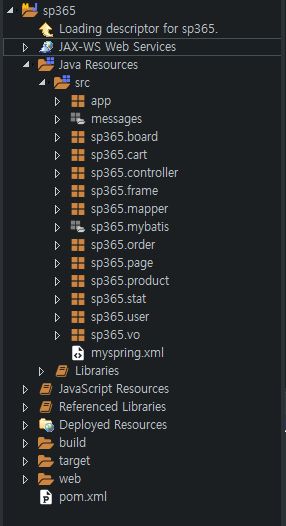 sp365
Loading descriptor for sp365.
JAX-WS Web Services
Java Resources
src
app
messages
sp365.board
sp365.cart
sp365.controller
sp365.frame
sp365.mapper
sp365.mybatis
sp365.order
sp365.page
sp365.product
sp365.stat
sp365.user
sp365.vo
myspring.xml
Libraries
JavaScript Resources
Referenced Libraries
Deployed Resources
build
target
web
pom.xml